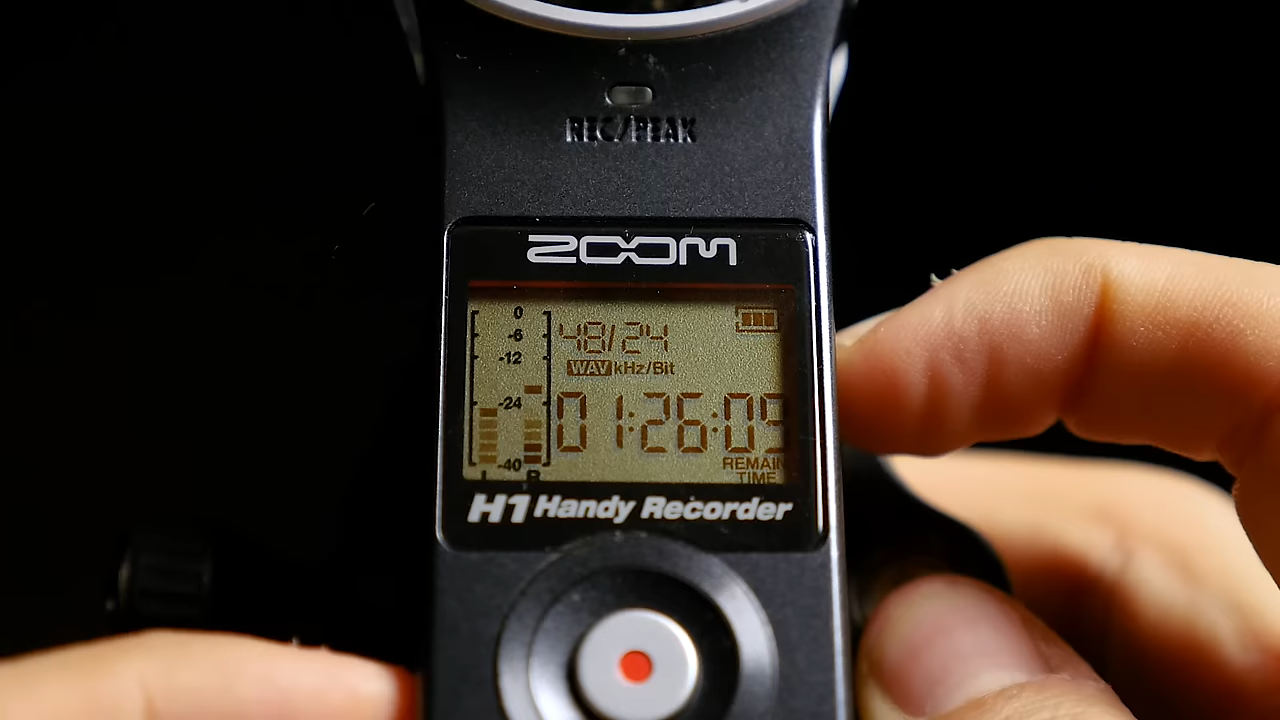 REC/PEAK
ZOOM
0
-6
-12
-24
-40
L R
48/24
WAV kHz/Bit
01:26:05
REMAIN
TIME
H1 Handy Recorder